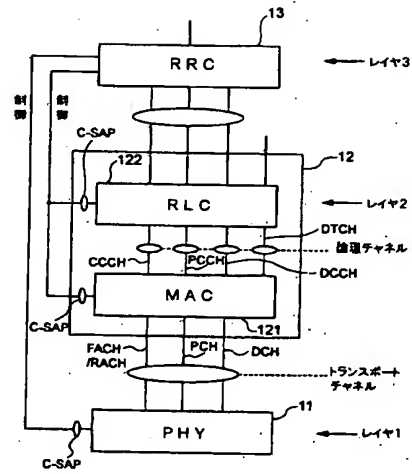 13
RRC
レイヤ3
制御
制御
C-SAP
12
122
RLC
レイヤ2
DTCH
論理チャネル
CCCH
PCCH
DCCH
MAC
C-SAP
121
FACH
/RACH
PCH
DCH
トランスポート
チャネル
11
PHY
レイヤ1
C-SAP